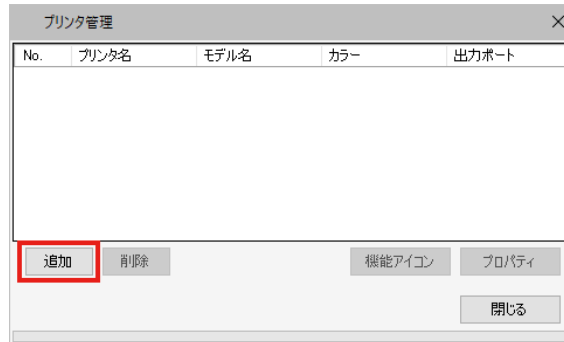 プリンタ管理
No. プリンタ名 モデル名 カラー 出力ポート
追加 削除 機能アイコン プロパティ
閉じる